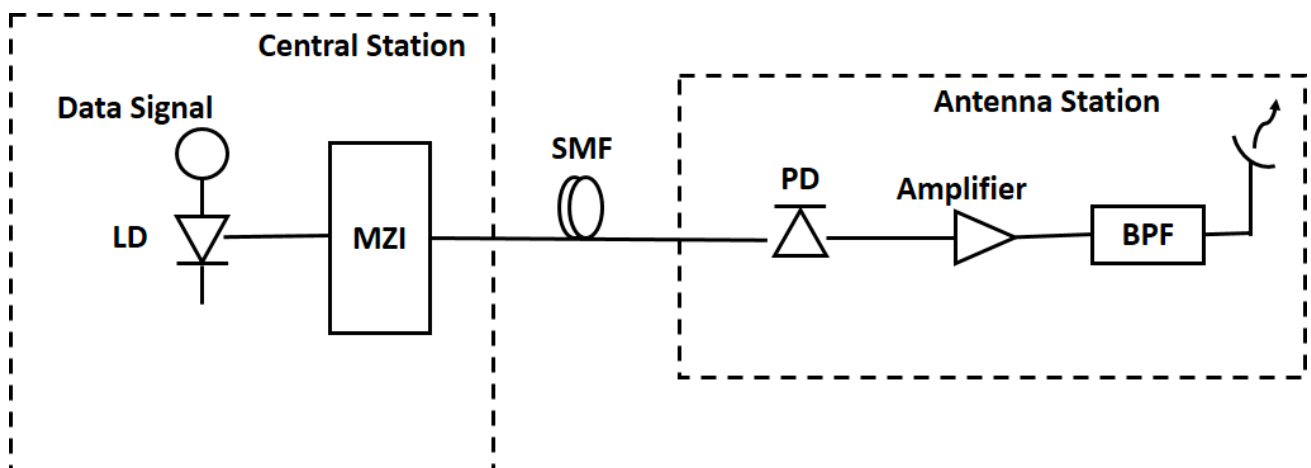 Central Station
Data Signal
LD
MZI
SMF
Antenna Station
PD
Amplifier
BPF